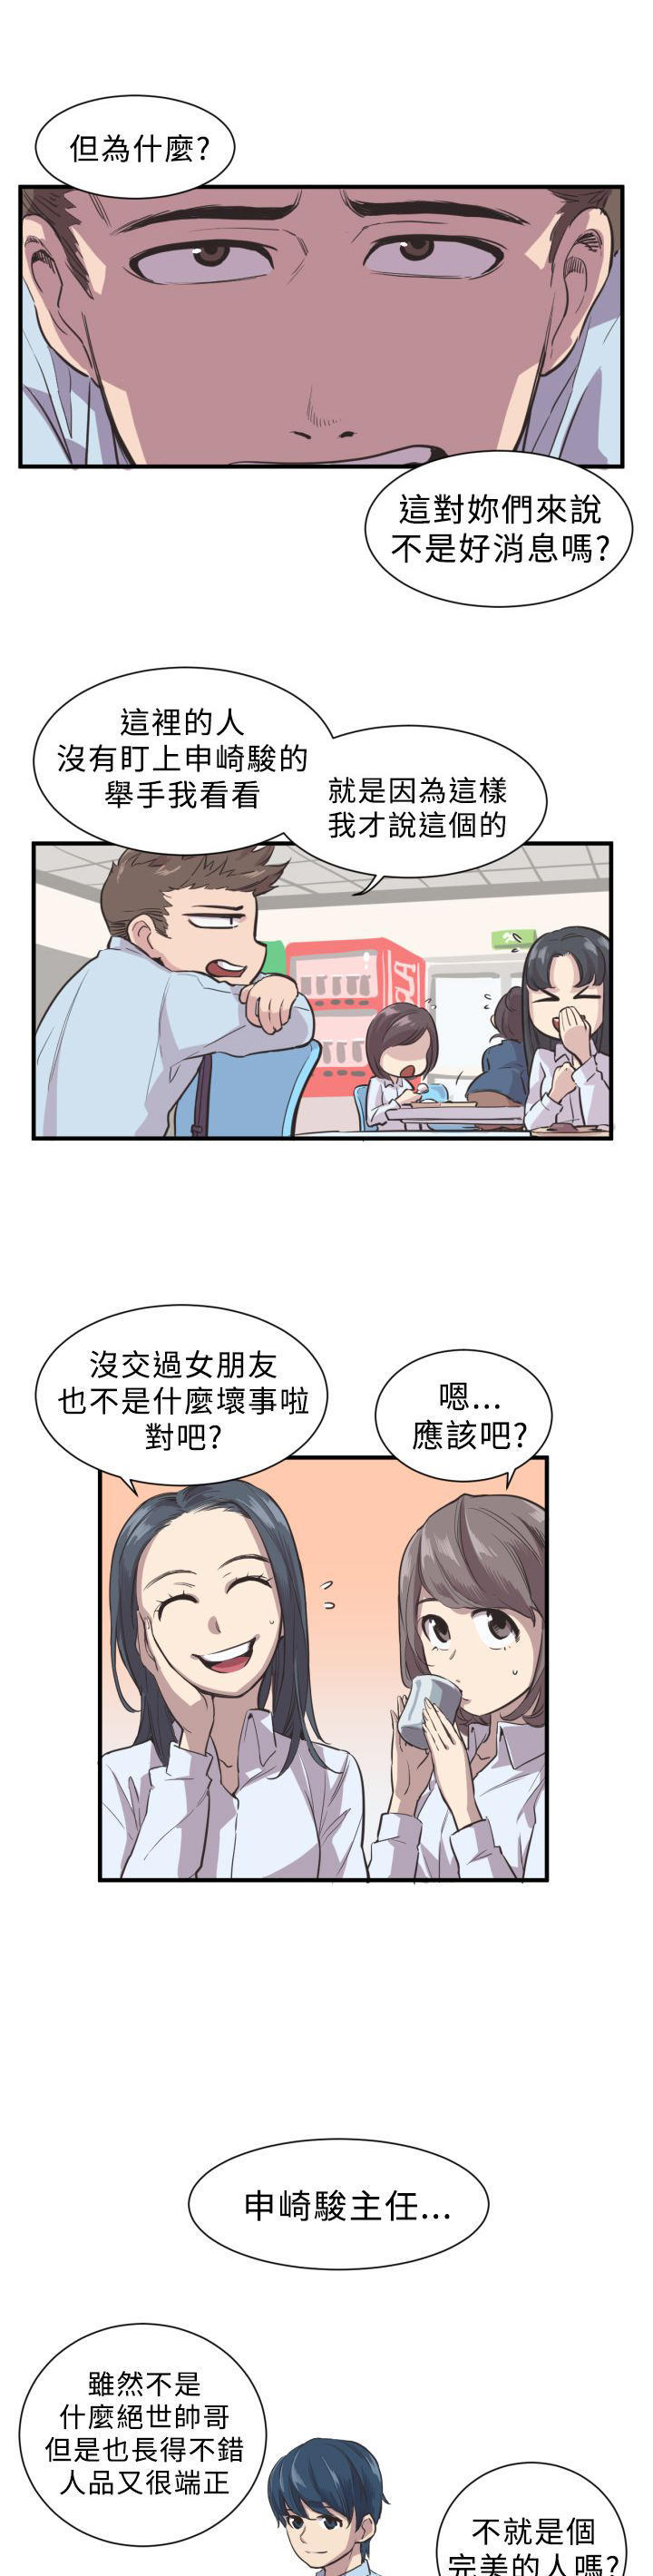 但為什麼?
這對妳們來說
不是好消息嗎?
這裡的人
沒有盯上申崎駿的
舉手我看看
就是因為這樣
我才說這個的
沒交過女朋友
也不是什麼壞事啦
對吧?
嗯...
應該吧?
申崎駿主任...
雖然不是
什麼絕世帥哥
但是也長得不錯
人品又很端正
不就是個
完美的人嗎?